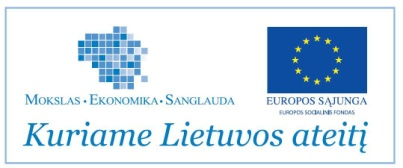 MOKSLAS • EKONOMIKA • SANGLAUDA
EUROPOS SĄJUNGA
EUROPOS SOCIALINIS FONDAS
Kuriame Lietuvos ateitį